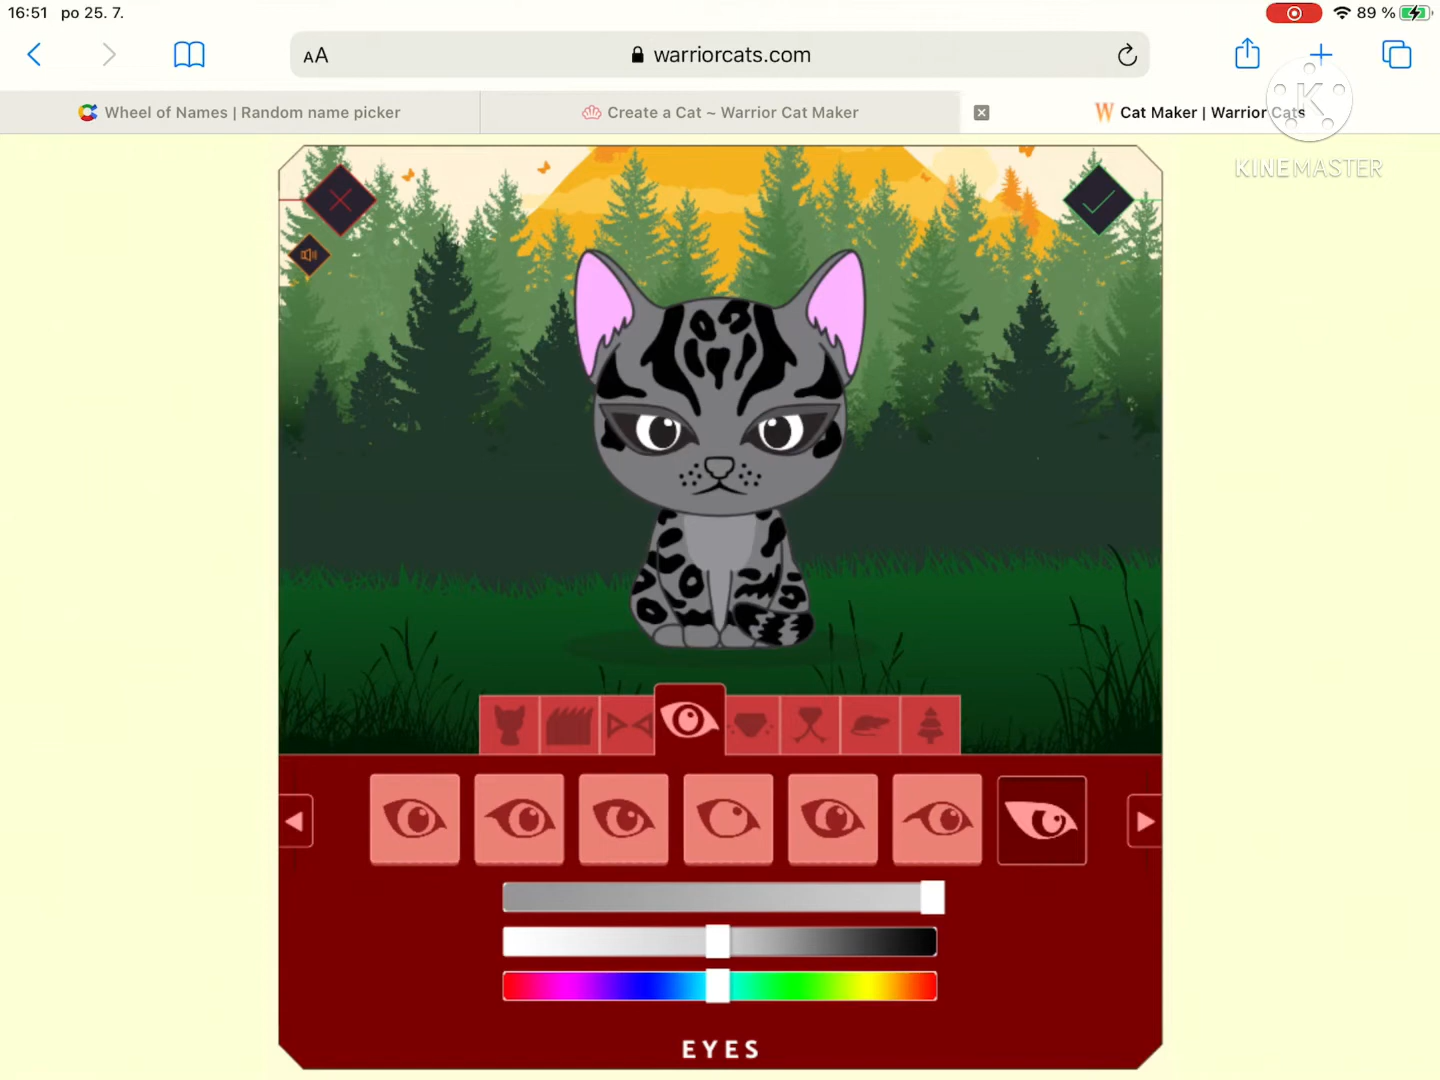 16:51 po 25. 7.
89 %
AA
warriorcats.com
Wheel of Names | Random name picker
Create a Cat ~ Warrior Cat Maker
Cat Maker | Warrior Cats
K
KINEMASTER
EYES